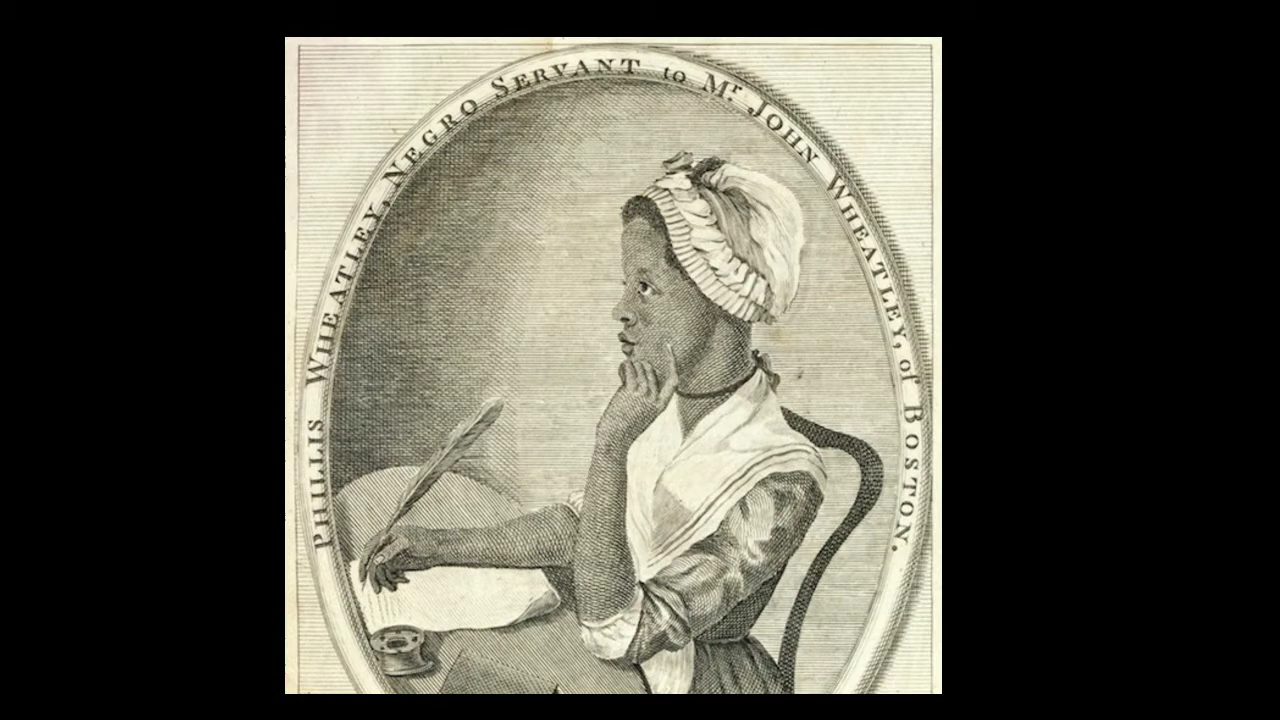 PHILLIS WHEATLEY, NEGRO SERVANT to Mr. JOHN WHEATLEY, of BOSTON.